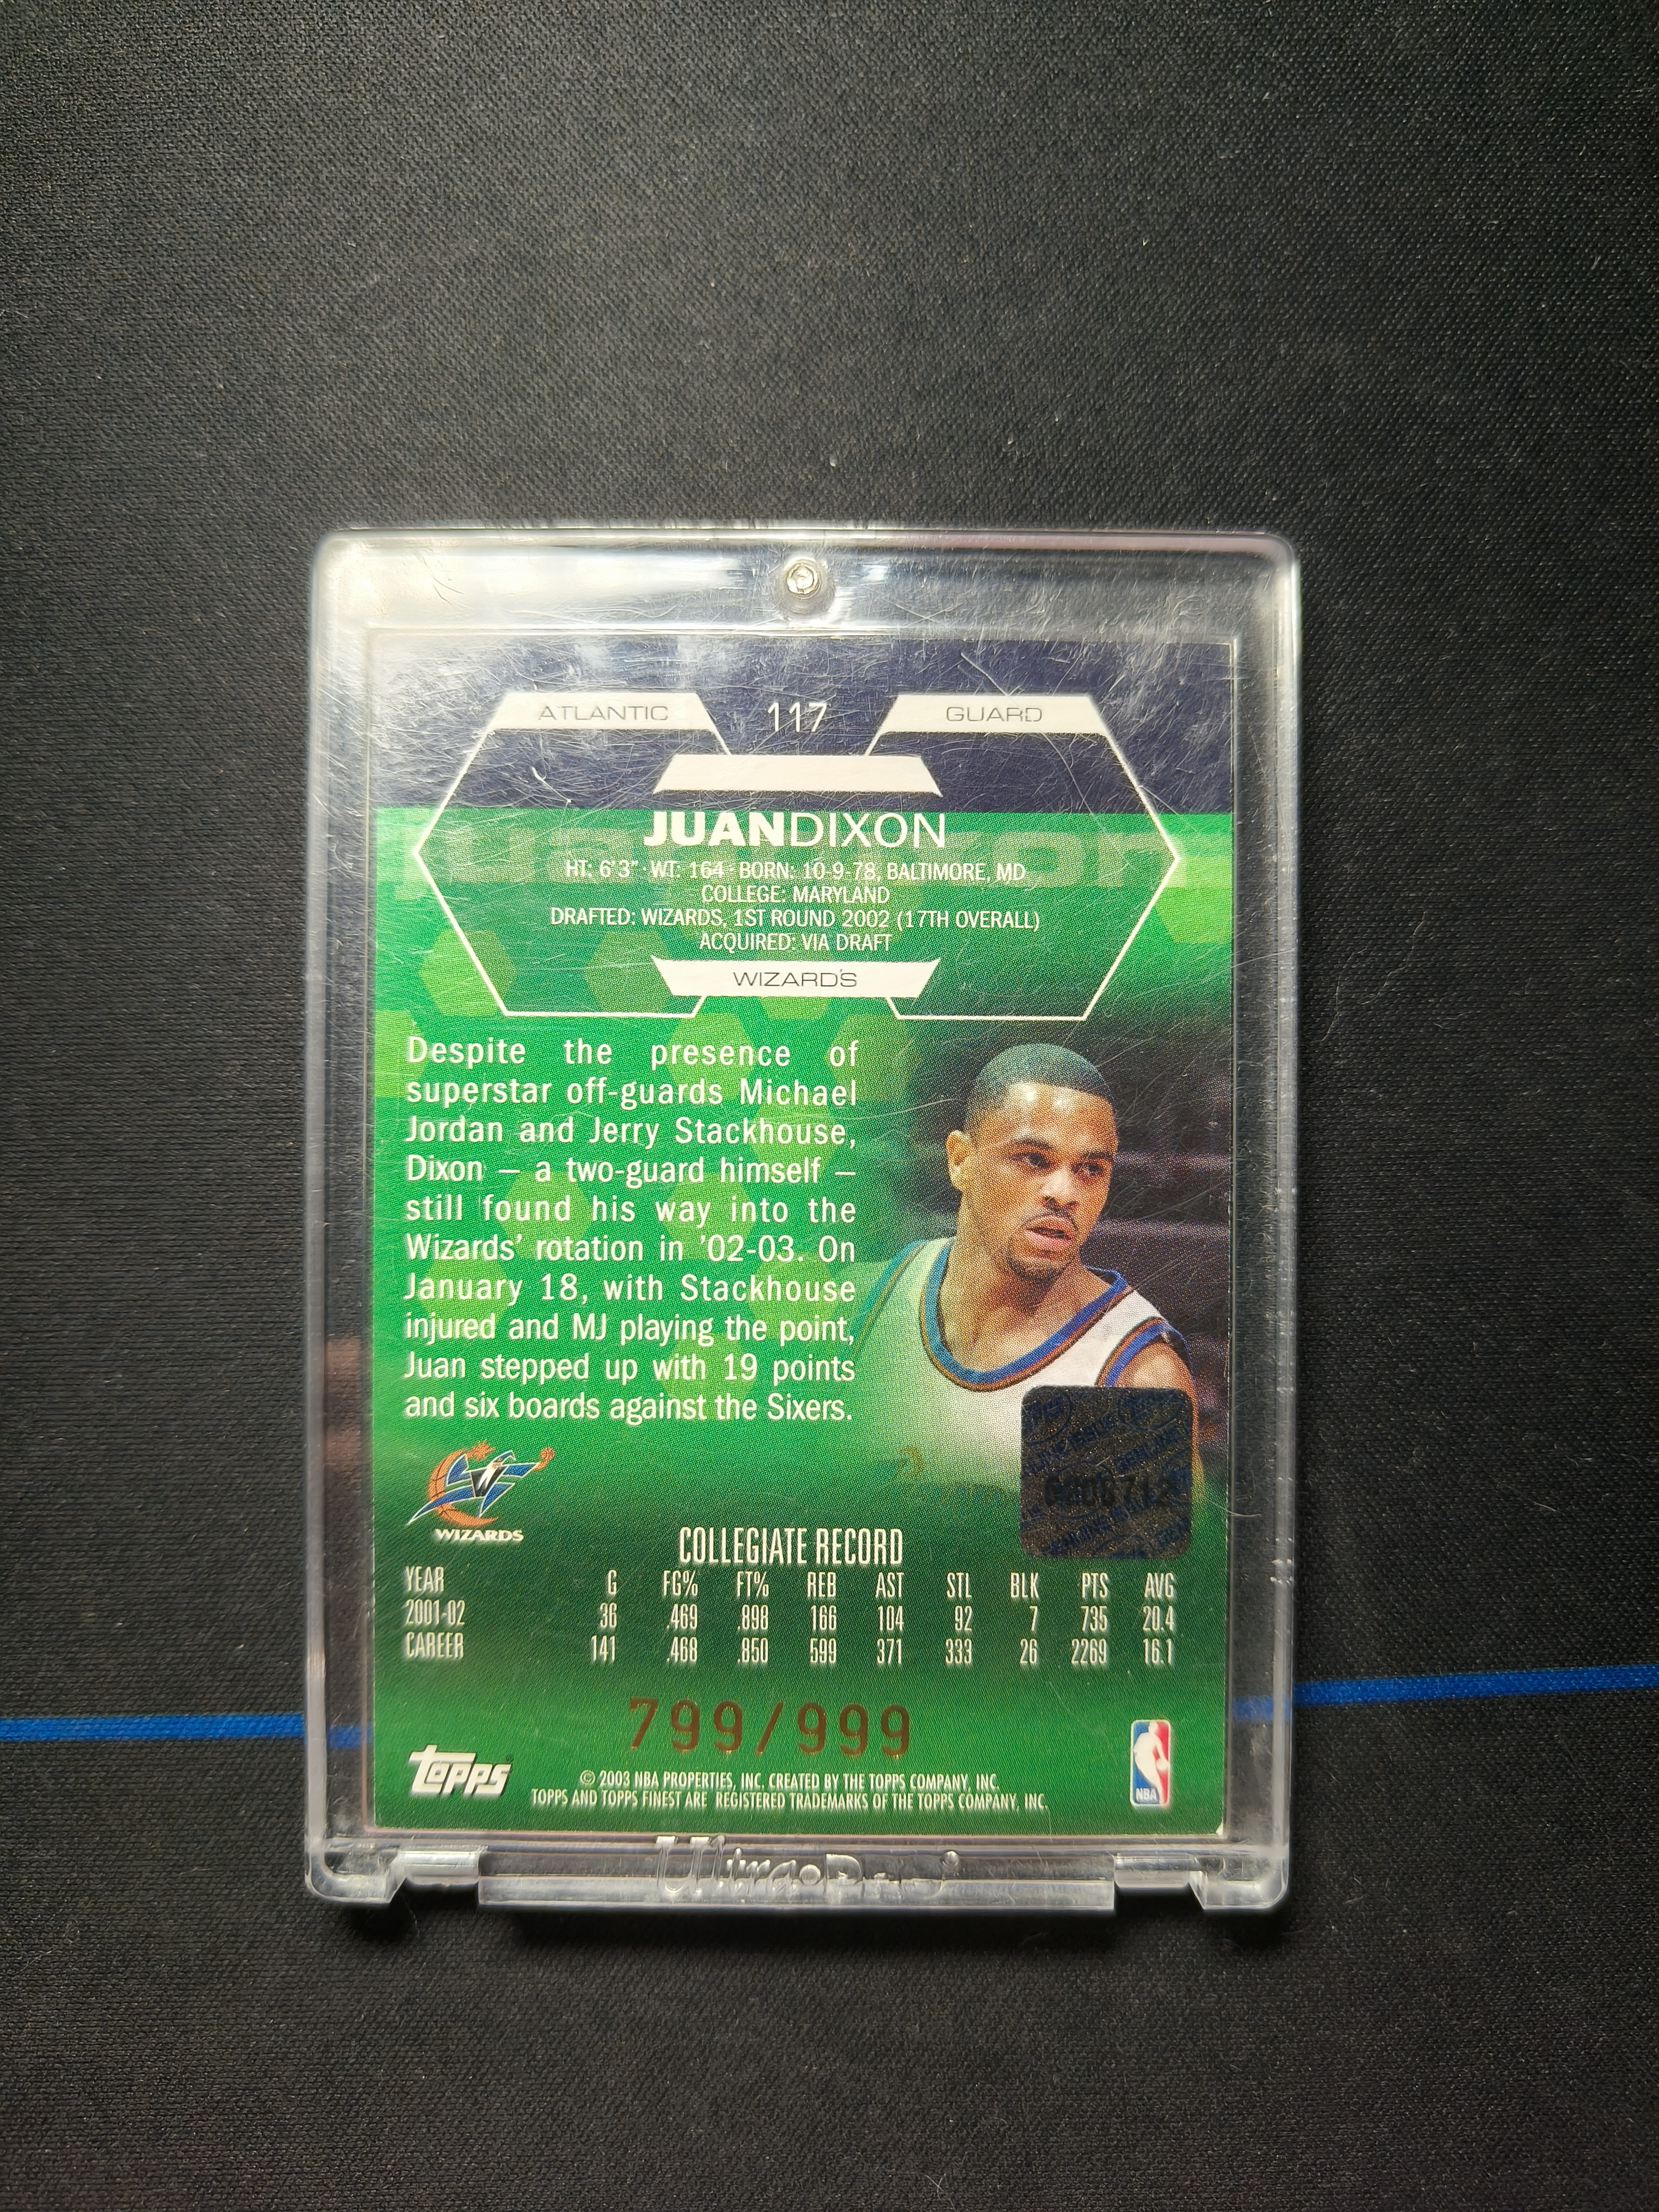 ATLANTIC 117 GUARD
JUANDIXON
HT: 6'3" · WT: 164 · BORN: 10-9-78, BALTIMORE, MD
COLLEGE: MARYLAND
DRAFTED: WIZARDS, 1ST ROUND 2002 (17TH OVERALL)
ACQUIRED: VIA DRAFT
WIZARDS
Despite the presence of
superstar off-guards Michael
Jordan and Jerry Stackhouse,
Dixon – a two-guard himself –
still found his way into the
Wizards' rotation in '02-03. On
January 18, with Stackhouse
injured and MJ playing the point,
Juan stepped up with 19 points
and six boards against the Sixers.
WIZARDS
COLLEGIATE RECORD
YEAR G FG% FT% REB AST STL BLK PTS AVG
2001-02 36 .469 .898 166 104 92 7 735 20.4
CAREER 141 .468 .850 599 371 333 26 2269 16.1
799/999
topps®
© 2003 NBA PROPERTIES, INC. CREATED BY THE TOPPS COMPANY, INC.
TOPPS AND TOPPS FINEST ARE REGISTERED TRADEMARKS OF THE TOPPS COMPANY, INC.
NBA